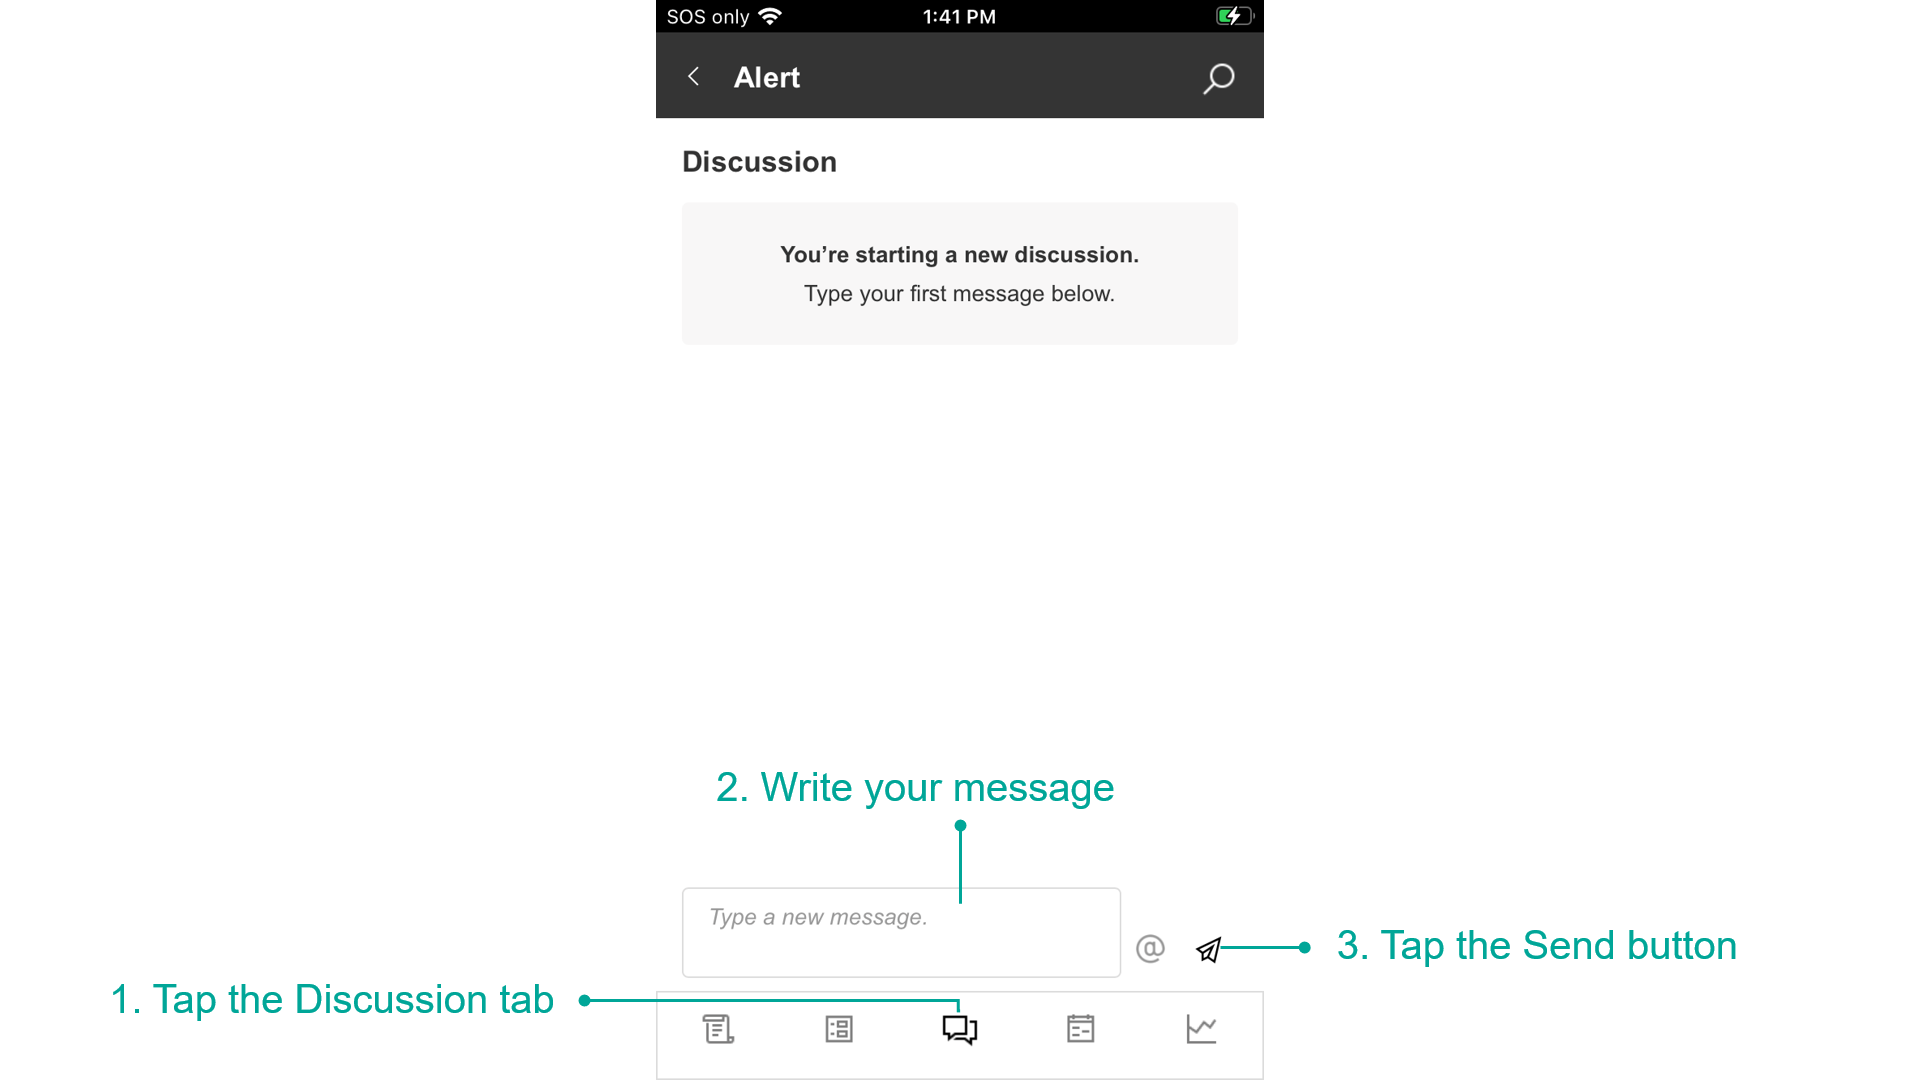 SOS only
1:41 PM
Alert
Discussion
You’re starting a new discussion.
Type your first message below.
2. Write your message
Type a new message.
@
3. Tap the Send button
1. Tap the Discussion tab